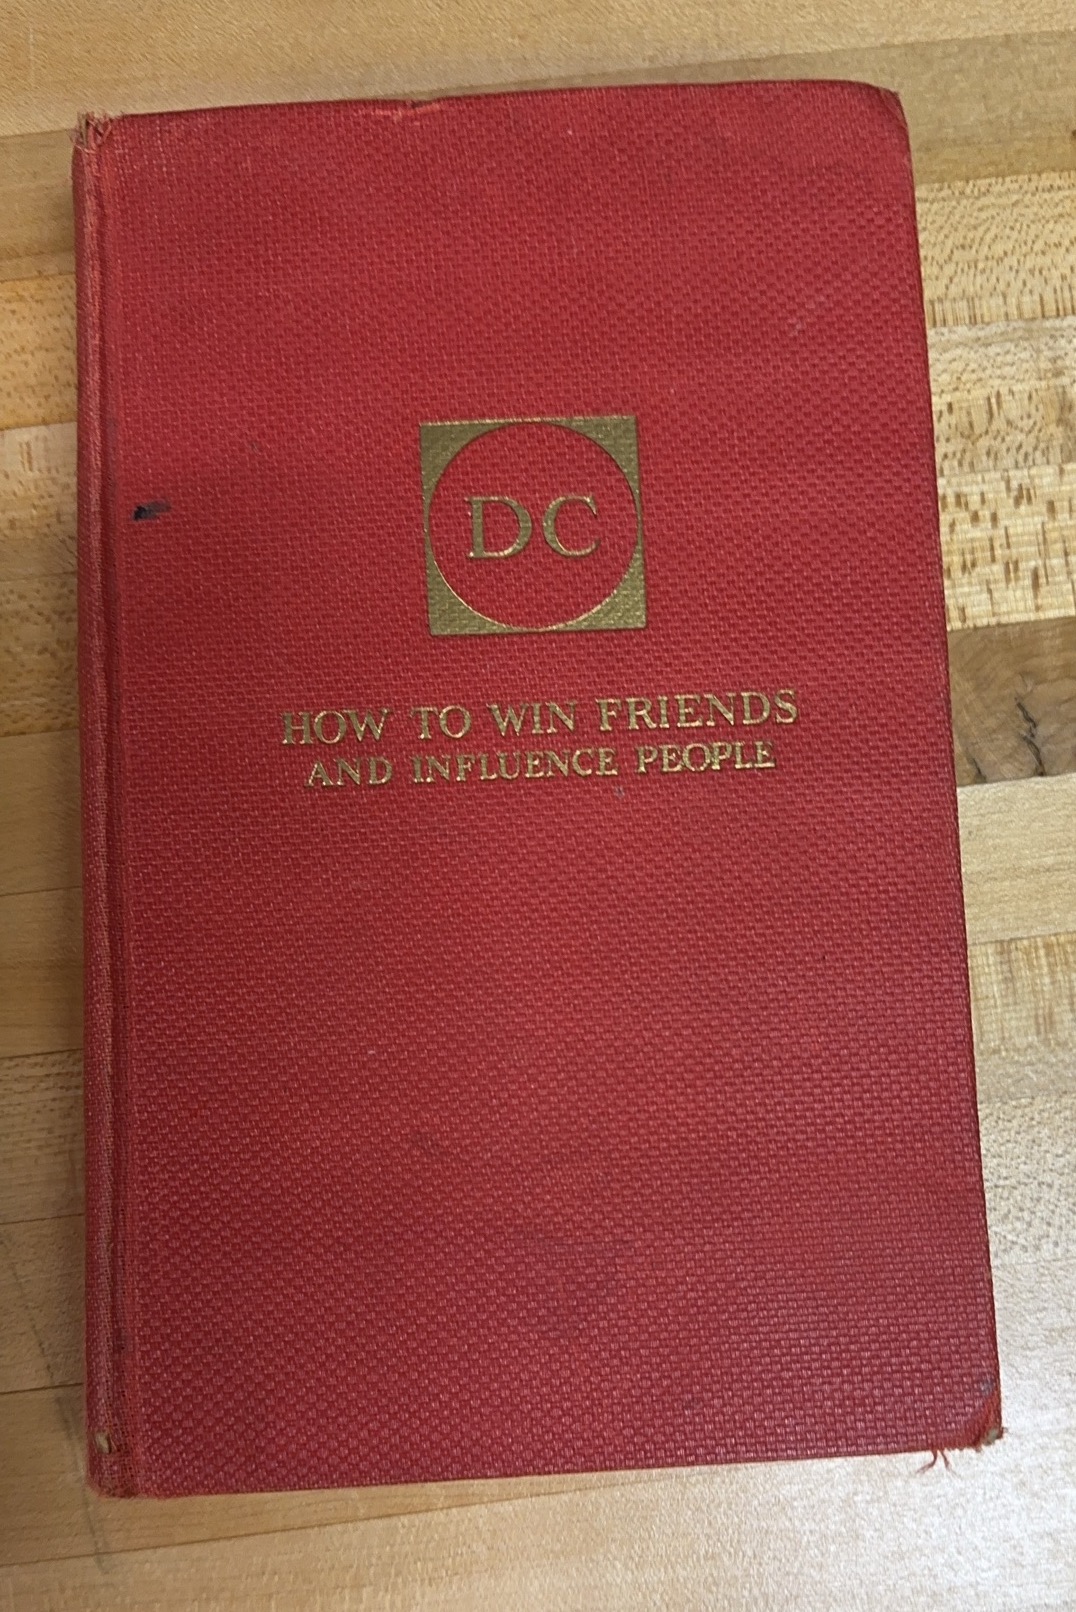 DC
HOW TO WIN FRIENDS
AND INFLUENCE PEOPLE